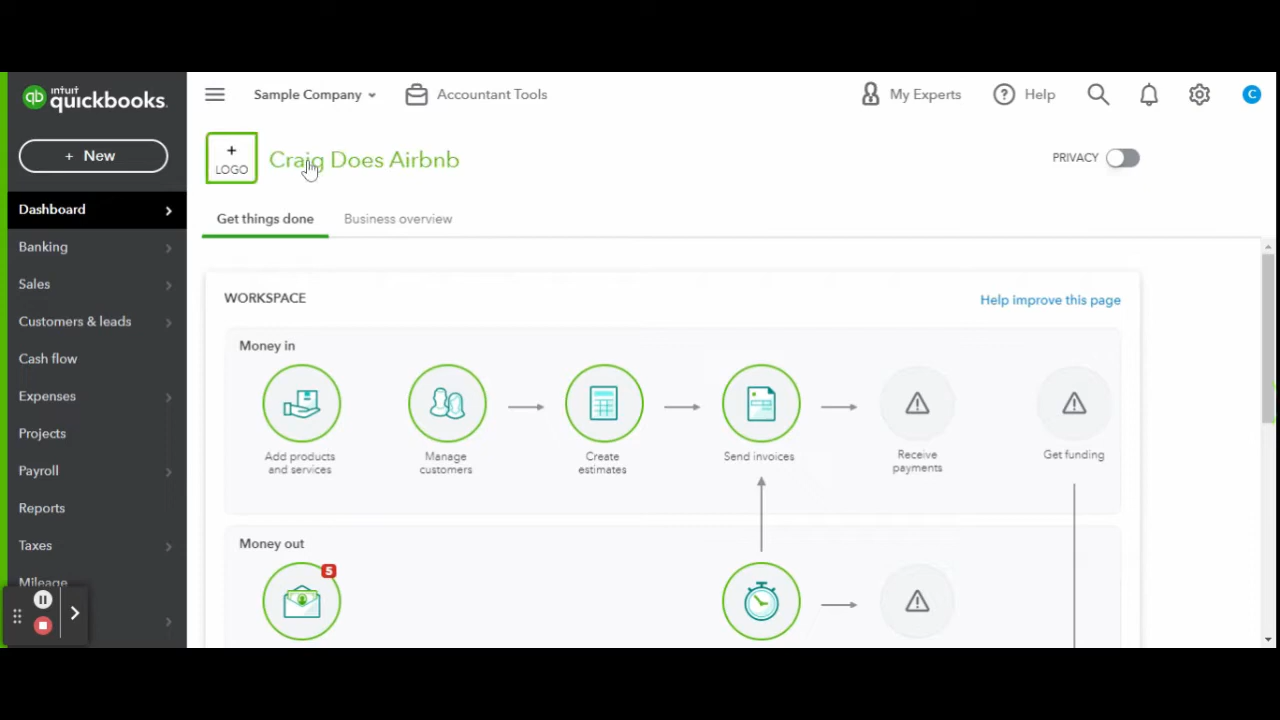 intuit
quickbooks.
Sample Company
Accountant Tools
My Experts
Help
C
+ New
+
LOGO
Craig Does Airbnb
PRIVACY
Dashboard
Banking
Sales
Customers & leads
Cash flow
Expenses
Projects
Payroll
Reports
Taxes
Mileage
Get things done
Business overview
WORKSPACE
Help improve this page
Money in
Add products
and services
Manage
customers
Create
estimates
Send invoices
Receive
payments
Get funding
Money out
5